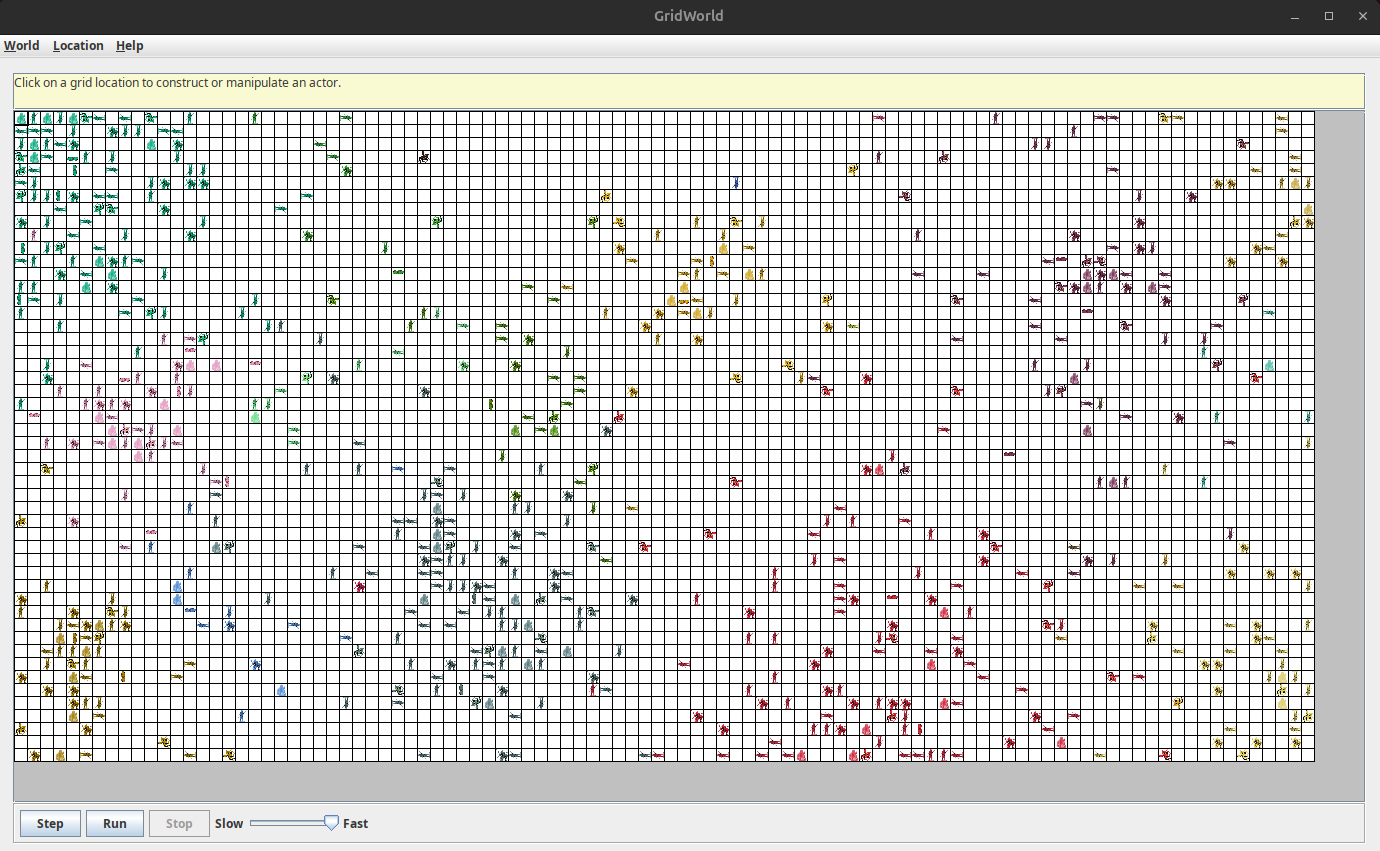 GridWorld
World Location Help
Click on a grid location to construct or manipulate an actor.
Step Run Stop Slow Fast